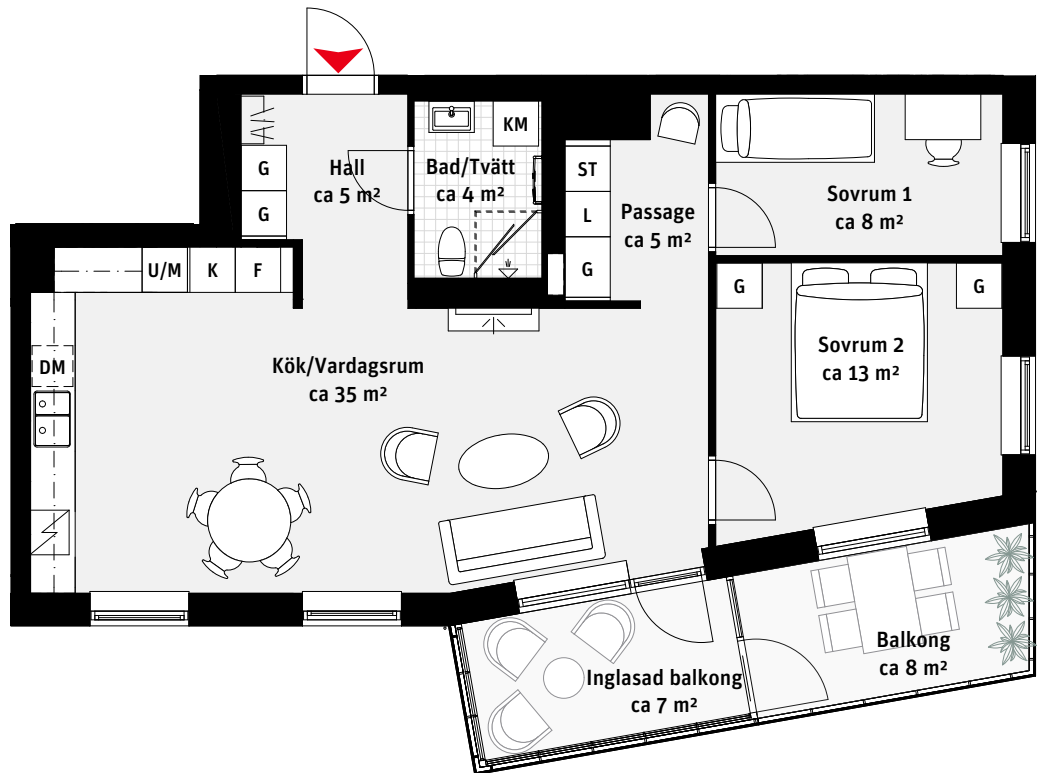 KM
G
Hall
ca 5 m²
Bad/Tvätt
ca 4 m²
ST
L
G
Passage
ca 5 m²
Sovrum 1
ca 8 m²
G
U/M
K
F
G
G
DM
Kök/Vardagsrum
ca 35 m²
Sovrum 2
ca 13 m²
Inglasad balkong
ca 7 m²
Balkong
ca 8 m²